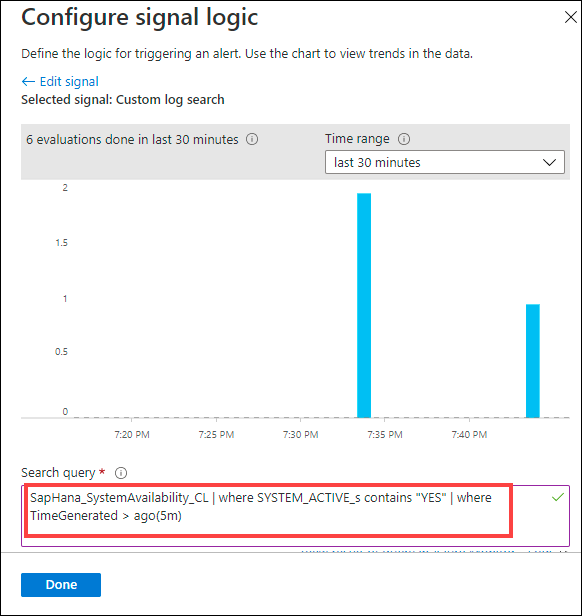 Configure signal logic
Define the logic for triggering an alert. Use the chart to view trends in the data.
← Edit signal
Selected signal: Custom log search
6 evaluations done in last 30 minutes
Time range
last 30 minutes
2
1.5
1
0.5
0
7:20 PM 7:25 PM 7:30 PM 7:35 PM 7:40 PM
Search query *
SapHana_SystemAvailability_CL | where SYSTEM_ACTIVE_s contains "YES" | where
TimeGenerated > ago(5m)
Done